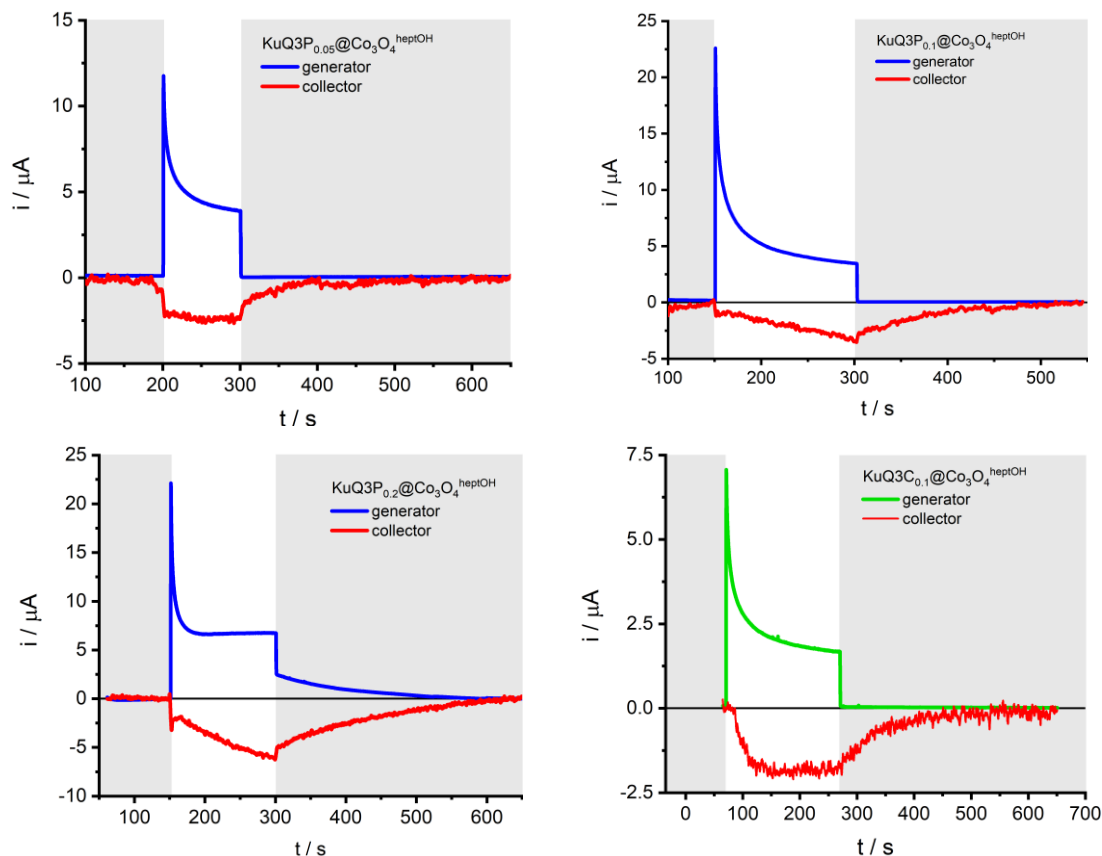 15
10
5
0
-5
i / μA
KuQ3P0.05@Co3O4heptOH
generator
collector
100 200 300 400 500 600
t / s
25
20
15
10
5
0
-5
i / μA
KuQ3P0.1@Co3O4heptOH
generator
collector
100 200 300 400 500
t / s
25
20
15
10
5
0
-5
-10
i / μA
KuQ3P0.2@Co3O4heptOH
generator
collector
100 200 300 400 500 600
t / s
7.5
5.0
2.5
0.0
-2.5
i / μA
KuQ3C0.1@Co3O4heptOH
generator
collector
0 100 200 300 400 500 600 700
t / s